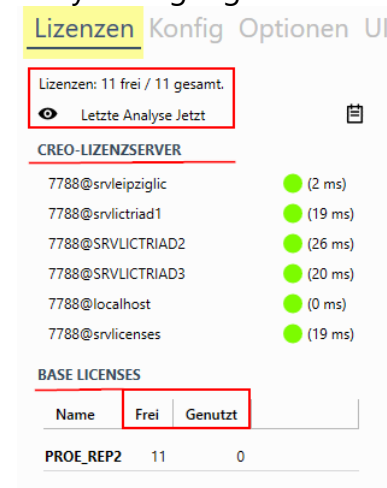 Lizenzen Konfig Optionen
Lizenzen: 11 frei / 11 gesamt.
Letzte Analyse Jetzt
CREO-LIZENZSERVER
7788@srvleipziglic (2 ms)
7788@srvlictriad1 (19 ms)
7788@SRVLICTRIAD2 (26 ms)
7788@SRVLICTRIAD3 (20 ms)
7788@localhost (0 ms)
7788@srvlicenses (19 ms)
BASE LICENSES
Name Frei Genutzt
PROE_REP2 11 0